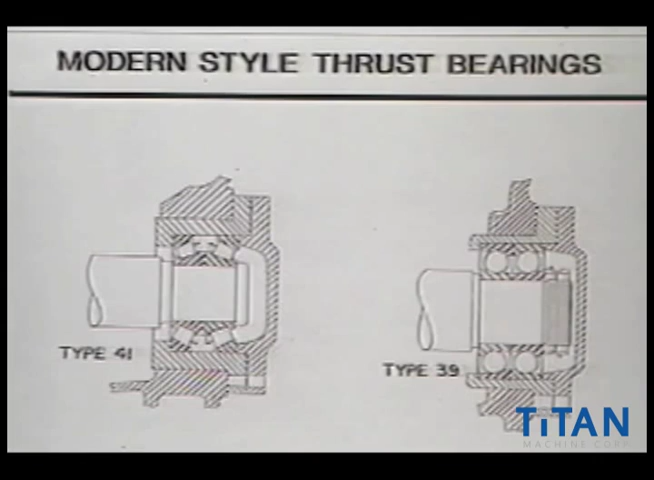 MODERN STYLE THRUST BEARINGS
TYPE 41
TYPE 39
TiTAN
MACHINE CORP